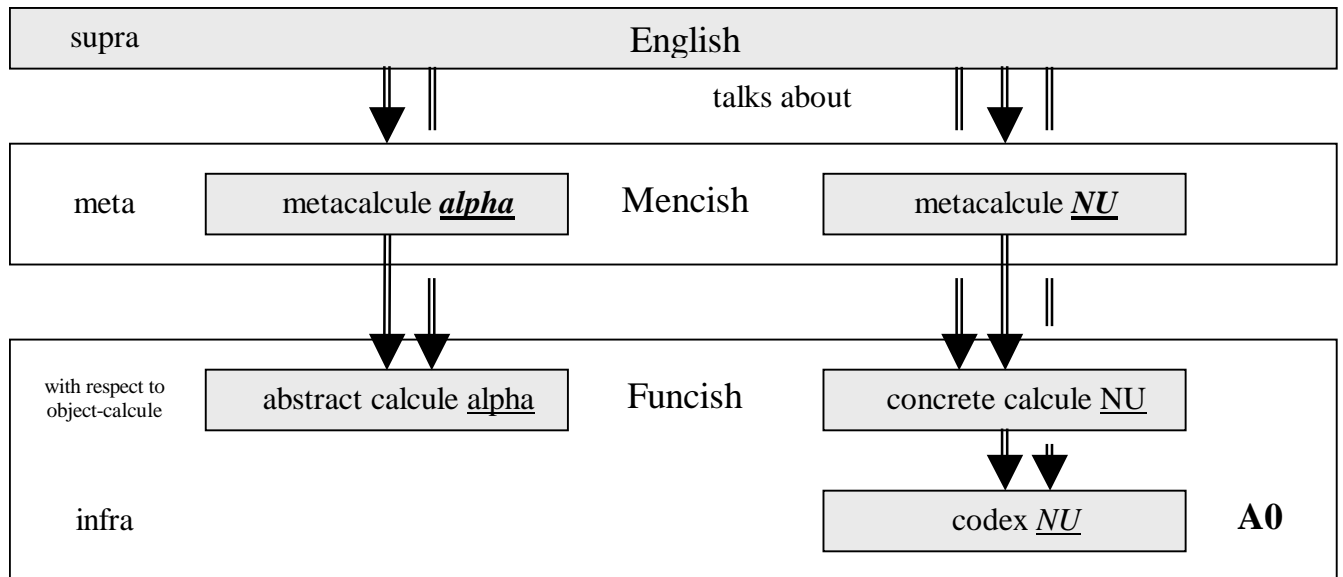 supra English
talks about
meta metacalcule alpha Mencish metacalcule NU
with respect to
object-calcule
abstract calcule alpha Funcish concrete calcule NU
infra codex NU A0